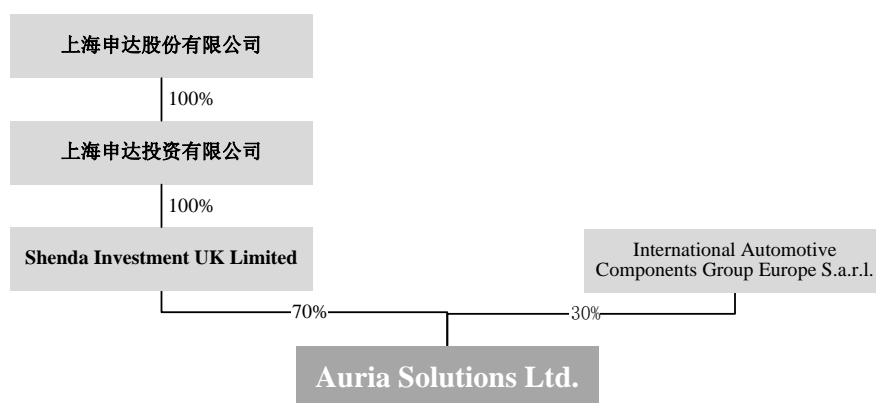 上海申达股份有限公司
100%
上海申达投资有限公司
100%
Shenda Investment UK Limited
International Automotive
Components Group Europe S.a.r.l.
70%
30%
Auria Solutions Ltd.